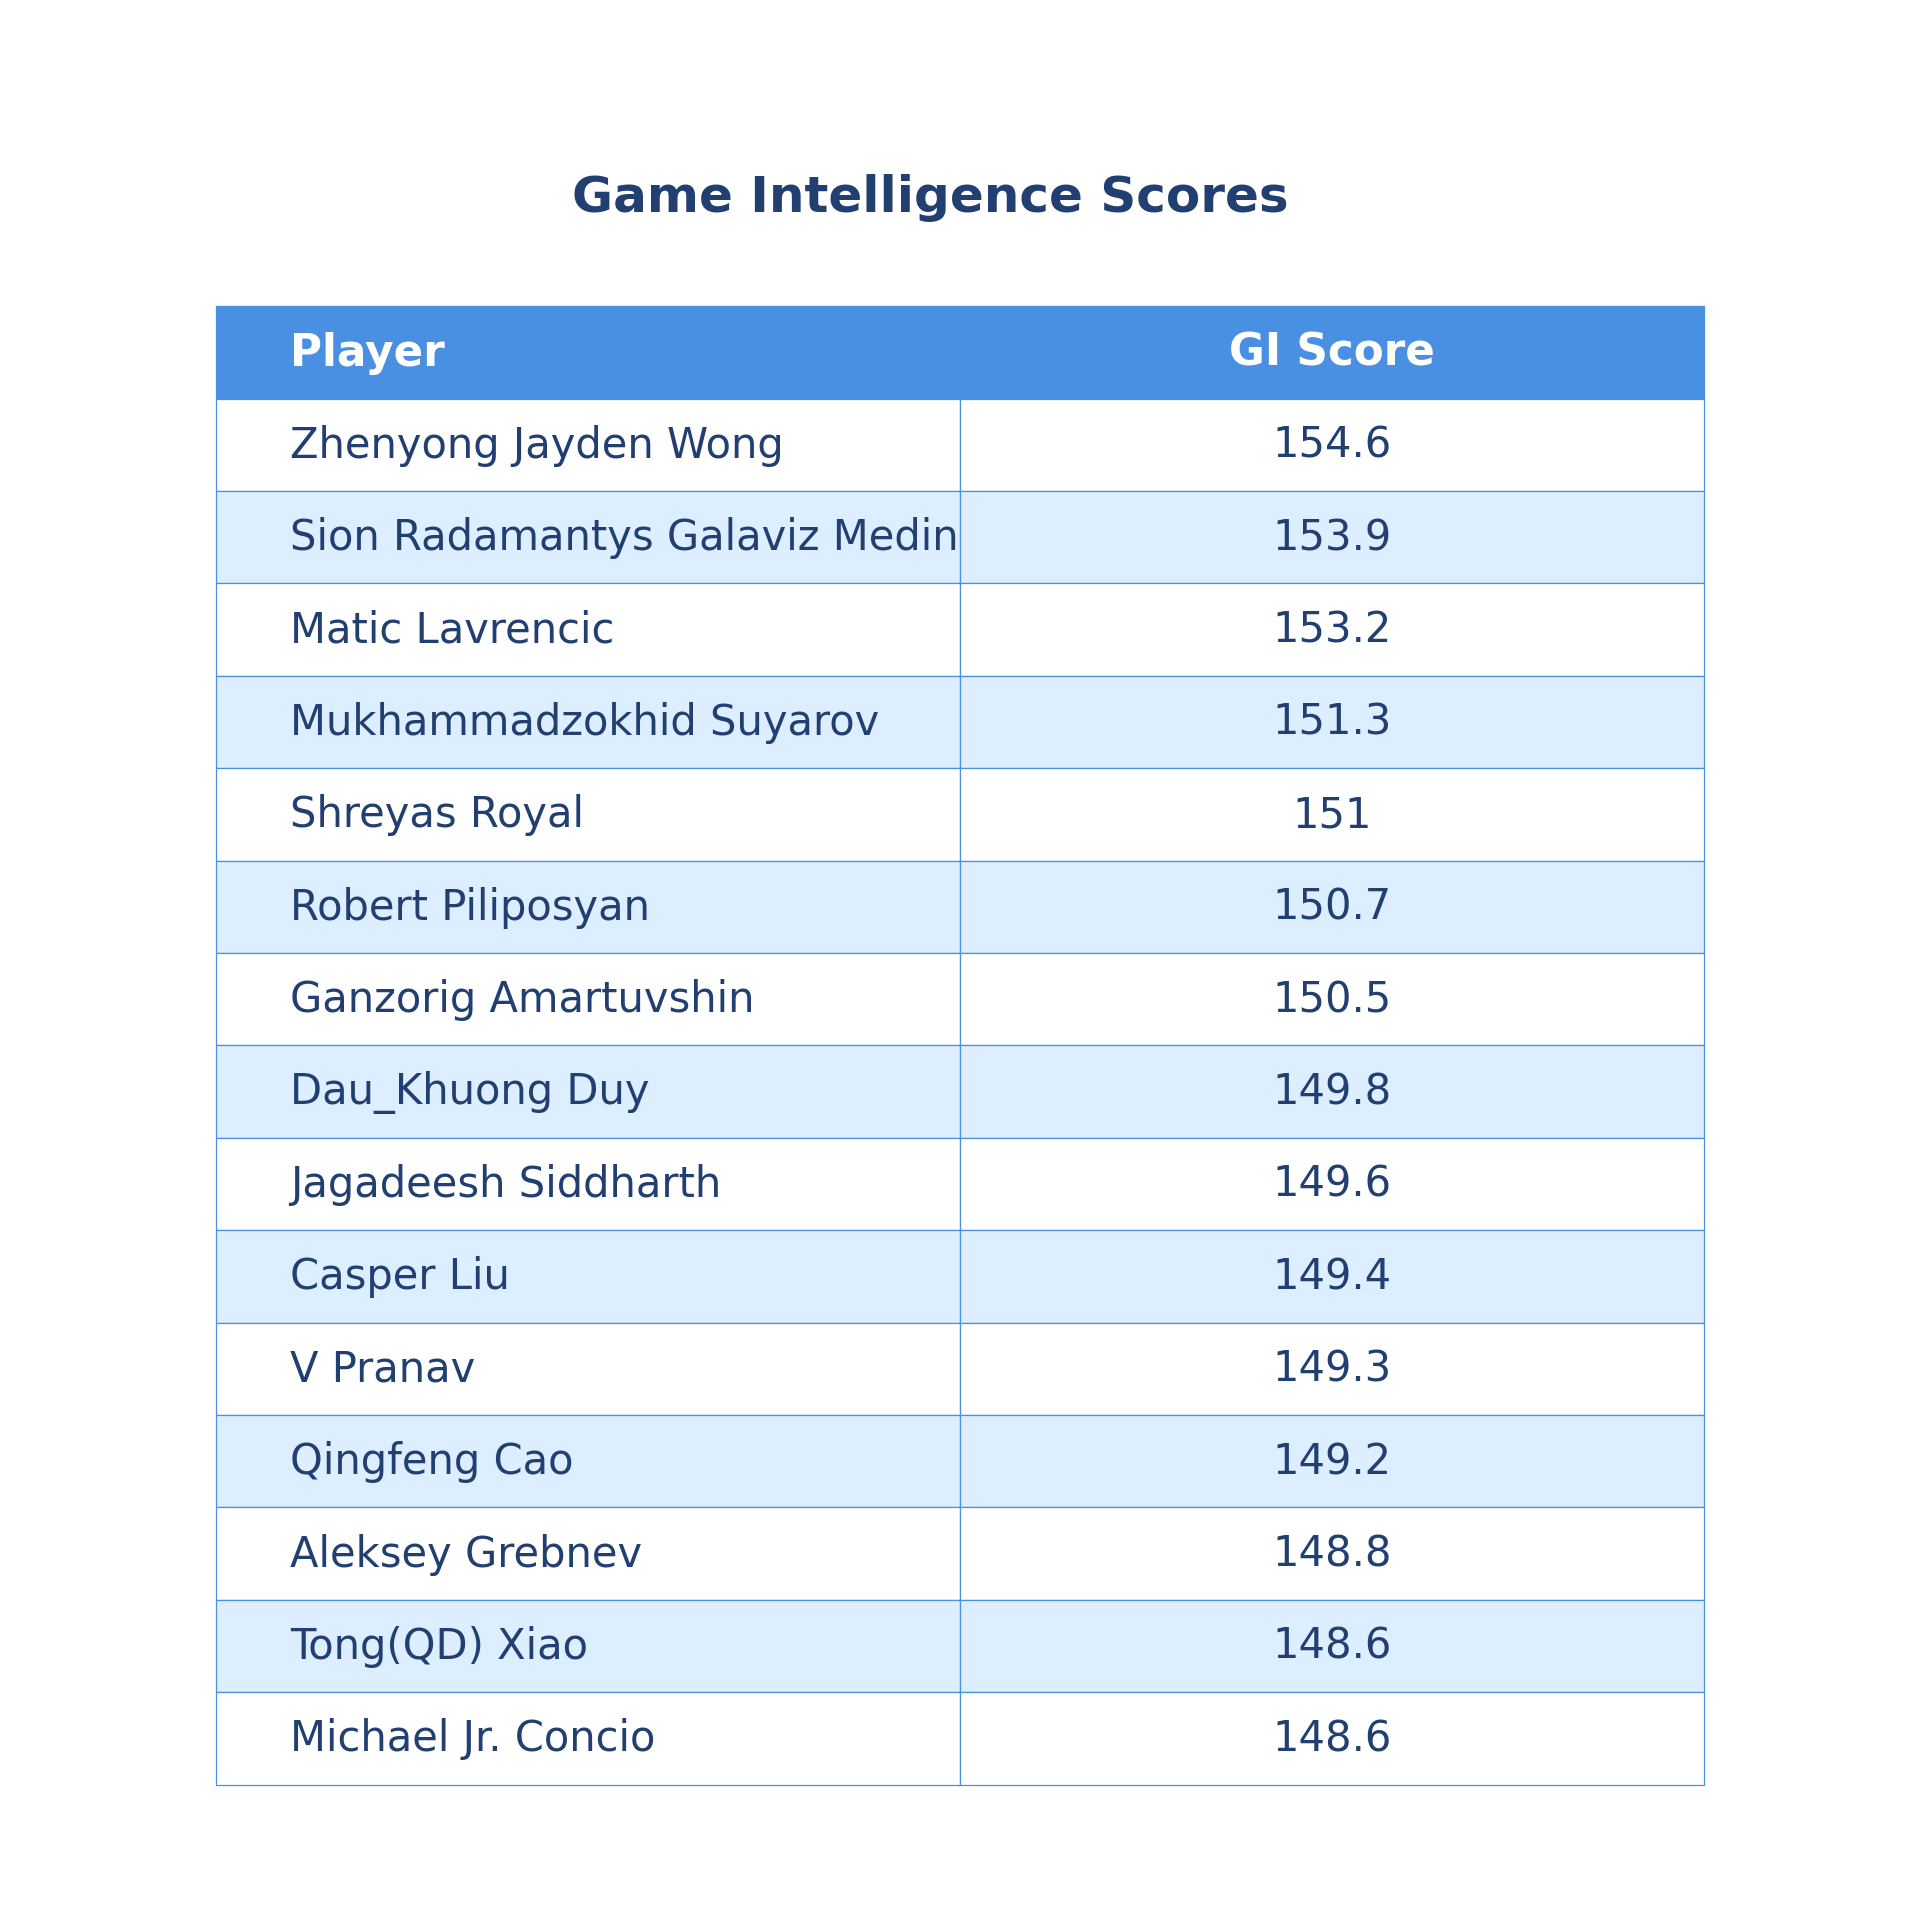 Game Intelligence Scores
Player GI Score
Zhenyong Jayden Wong 154.6
Sion Radamantys Galaviz Medin 153.9
Matic Lavrencic 153.2
Mukhammadzokhid Suyarov 151.3
Shreyas Royal 151
Robert Piliposyan 150.7
Ganzorig Amartuvshin 150.5
Dau_Khuong Duy 149.8
Jagadeesh Siddharth 149.6
Casper Liu 149.4
V Pranav 149.3
Qingfeng Cao 149.2
Aleksey Grebnev 148.8
Tong(QD) Xiao 148.6
Michael Jr. Concio 148.6